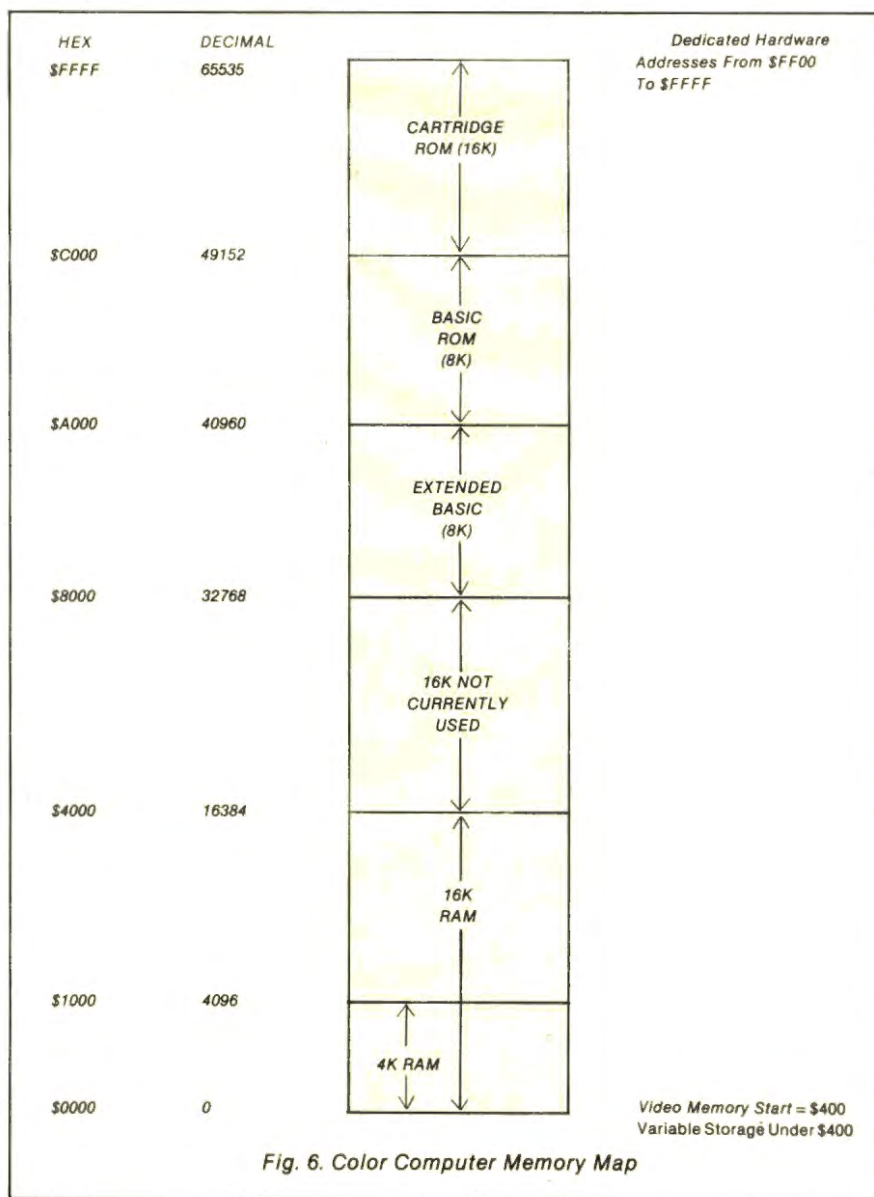 HEX DECIMAL Dedicated Hardware
$FFFF 65535 Addresses From $FF00
To $FFFF
CARTRIDGE
ROM (16K)
$C000 49152
BASIC
ROM
(8K)
$A000 40960
EXTENDED
BASIC
(8K)
$8000 32768
16K NOT
CURRENTLY
USED
$4000 16384
16K
RAM
$1000 4096
4K RAM
$0000 0 Video Memory Start = $400
Variable Storage Under $400
Fig. 6. Color Computer Memory Map